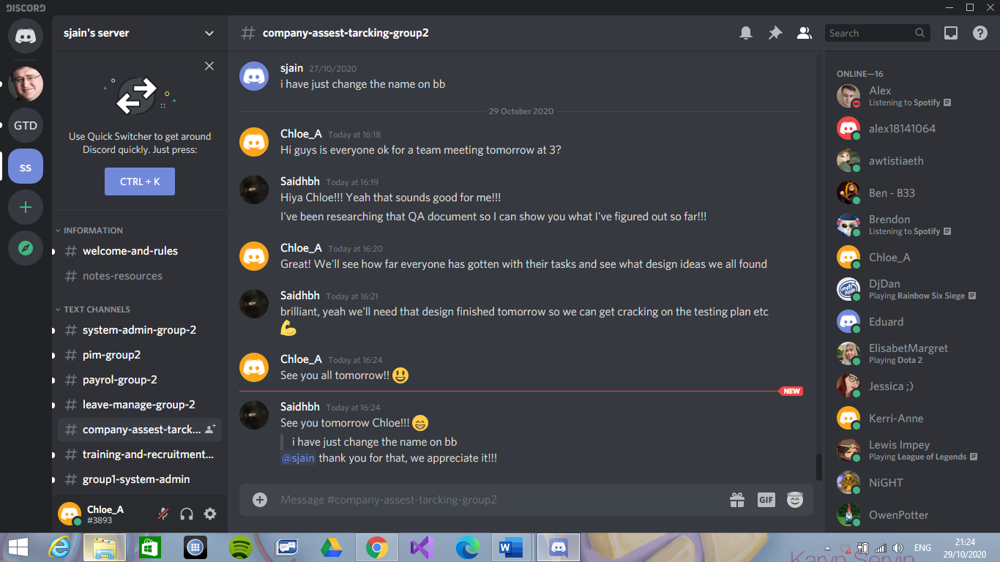 DISCORD
sjain's server
company-assest-tarcking-group2
Search
GTD
ss
Use Quick Switcher to get around
Discord quickly. Just press:
CTRL + K
INFORMATION
welcome-and-rules
notes-resources
TEXT CHANNELS
system-admin-group-2
pim-group2
payrol-group-2
leave-manage-group-2
company-assest-tarck...
training-and-recruitment...
group1-system-admin
Chloe_A
#3893
sjain 27/10/2020
i have just change the name on bb
29 October 2020
Chloe_A Today at 16:18
Hi guys is everyone ok for a team meeting tomorrow at 3?
Saidhbh Today at 16:19
Hiya Chloe!!! Yeah that sounds good for me!!!
I've been researching that QA document so I can show you what I've figured out so far!!!
Chloe_A Today at 16:20
Great! We'll see how far everyone has gotten with their tasks and see what design ideas we all found
Saidhbh Today at 16:21
brilliant, yeah we'll need that design finished tomorrow so we can get cracking on the testing plan etc
💪
Chloe_A Today at 16:24
See you all tomorrow!! 😃
NEW
Saidhbh Today at 16:24
See you tomorrow Chloe!!! 😁
i have just change the name on bb
@sjain thank you for that, we appreciate it!!!
Message #company-assest-tarcking-group2
GIF
ONLINE—16
Alex
Listening to Spotify
alex18141064
awtistiaeth
Ben - B33
Brendon
Listening to Spotify
Chloe_A
DjDan
Playing Rainbow Six Siege
Eduard
ElisabetMargret
Playing Dota 2
Jessica ;)
Kerri-Anne
Lewis Impey
Playing League of Legends
NiGHT
OwenPotter
ENG
21:24
29/10/2020